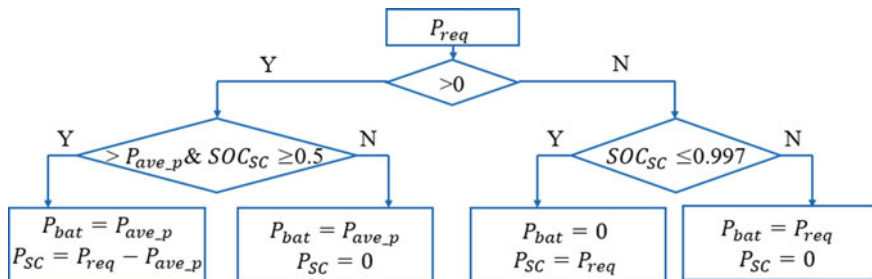 P_req
Y
>0
N
Y
> P_ave_p & SOC_SC ≥0.5
N
Y
SOC_SC ≤0.997
N
P_bat = P_ave_p
P_SC = P_req − P_ave_p
P_bat = P_ave_p
P_SC = 0
P_bat = 0
P_SC = P_req
P_bat = P_req
P_SC = 0